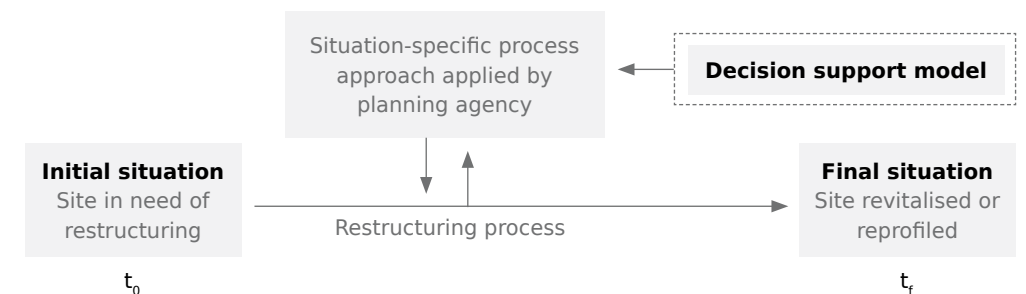 Situation-specific process
approach applied by
planning agency
Decision support model
Initial situation
Site in need of
restructuring
Restructuring process
Final situation
Site revitalised or
reprofiled
t0
tf